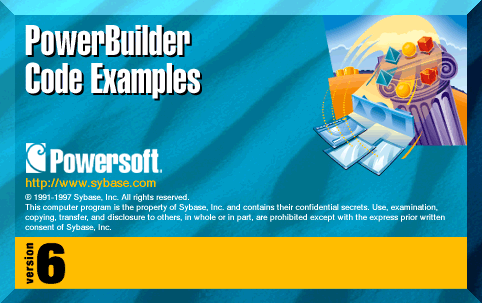 PowerBuilder
Code Examples
Powersoft.
http://www.sybase.com
© 1991-1997 Sybase, Inc. All rights reserved.
This computer program is the property of Sybase, Inc. and contains their confidential secrets. Use, examination,
copying, transfer, and disclosure to others, in whole or in part, are prohibited except with the express prior written
consent of Sybase, Inc.
version 6